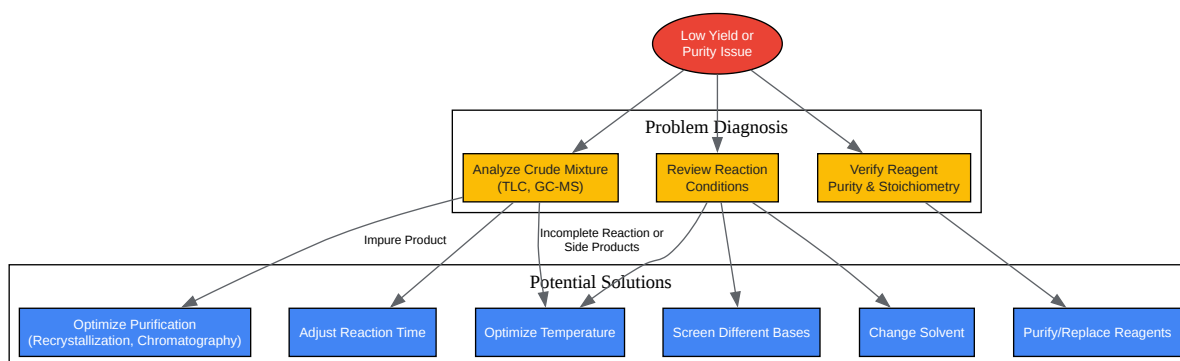 Low Yield or
Purity Issue
Problem Diagnosis
Analyze Crude Mixture
(TLC, GC-MS)
Review Reaction
Conditions
Verify Reagent
Purity & Stoichiometry
Impure Product
Incomplete Reaction or
Side Products
Potential Solutions
Optimize Purification
(Recrystallization, Chromatography)
Adjust Reaction Time
Optimize Temperature
Screen Different Bases
Change Solvent
Purify/Replace Reagents